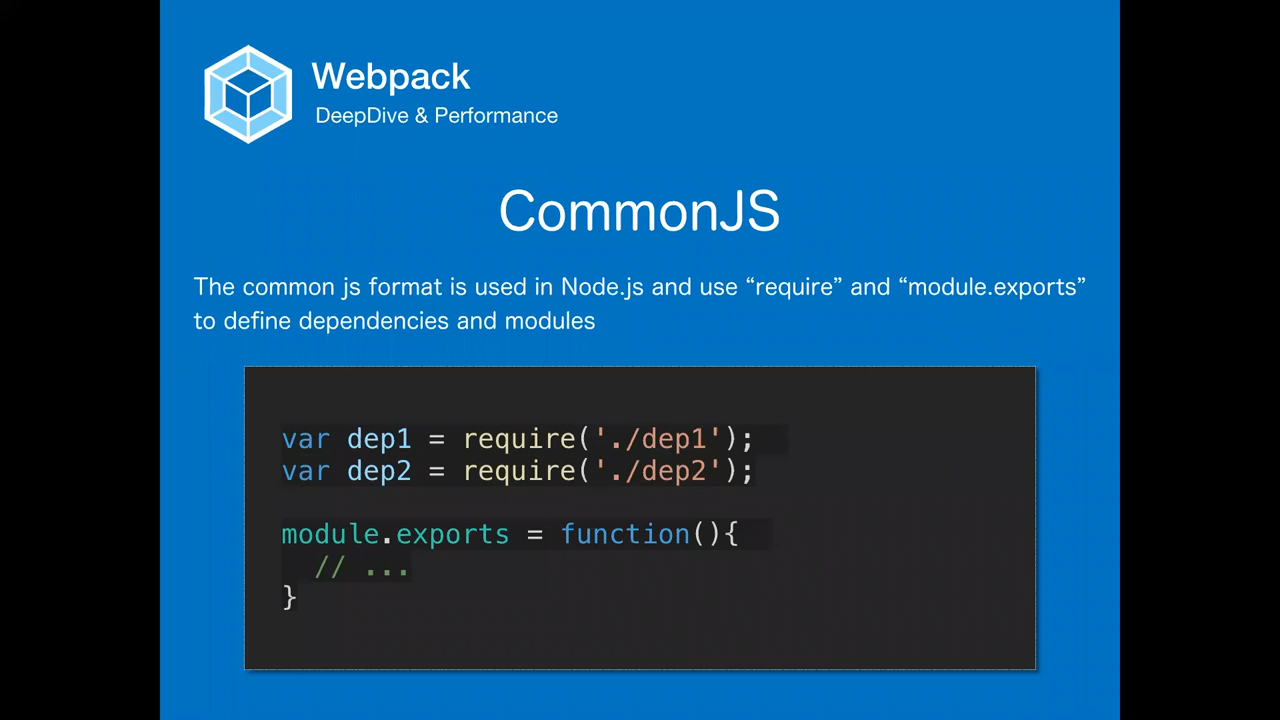 Webpack
DeepDive & Performance
CommonJS
The common js format is used in Node.js and use “require” and “module.exports”
to define dependencies and modules
var dep1 = require('./dep1');
var dep2 = require('./dep2');
module.exports = function(){
  // ...
}